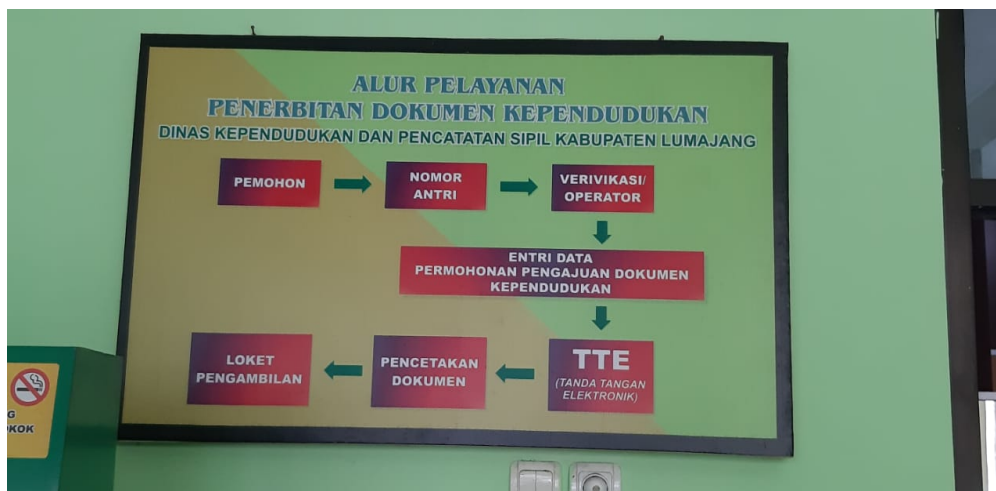 ALUR PELAYANAN
PENERBITAN DOKUMEN KEPENDUDUKAN
DINAS KEPENDUDUKAN DAN PENCATATAN SIPIL KABUPATEN LUMAJANG
PEMOHON
NOMOR
ANTRI
VERIVIKASI/
OPERATOR
ENTRI DATA
PERMOHONAN PENGAJUAN DOKUMEN
KEPENDUDUKAN
TTE
(TANDA TANGAN
ELEKTRONIK)
PENCETAKAN
DOKUMEN
LOKET
PENGAMBILAN